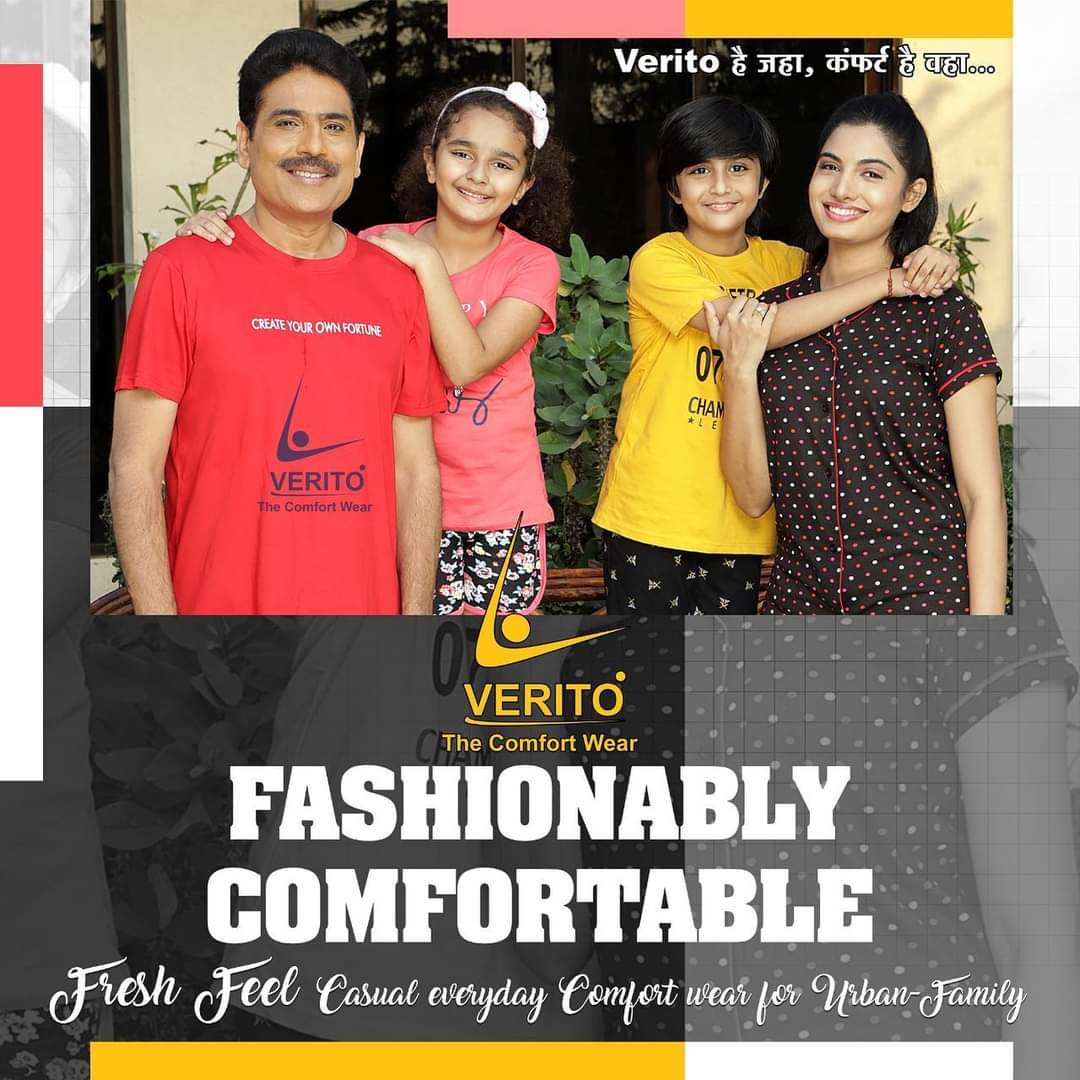 Verito है जहा, कंफर्ट है वहा...
CREATE YOUR OWN FORTUNE
VERITO
The Comfort Wear
07
CHAM
LE
VERITO
The Comfort Wear
FASHIONABLY
COMFORTABLE
Fresh Feel Casual everyday Comfort wear for Urban-Family